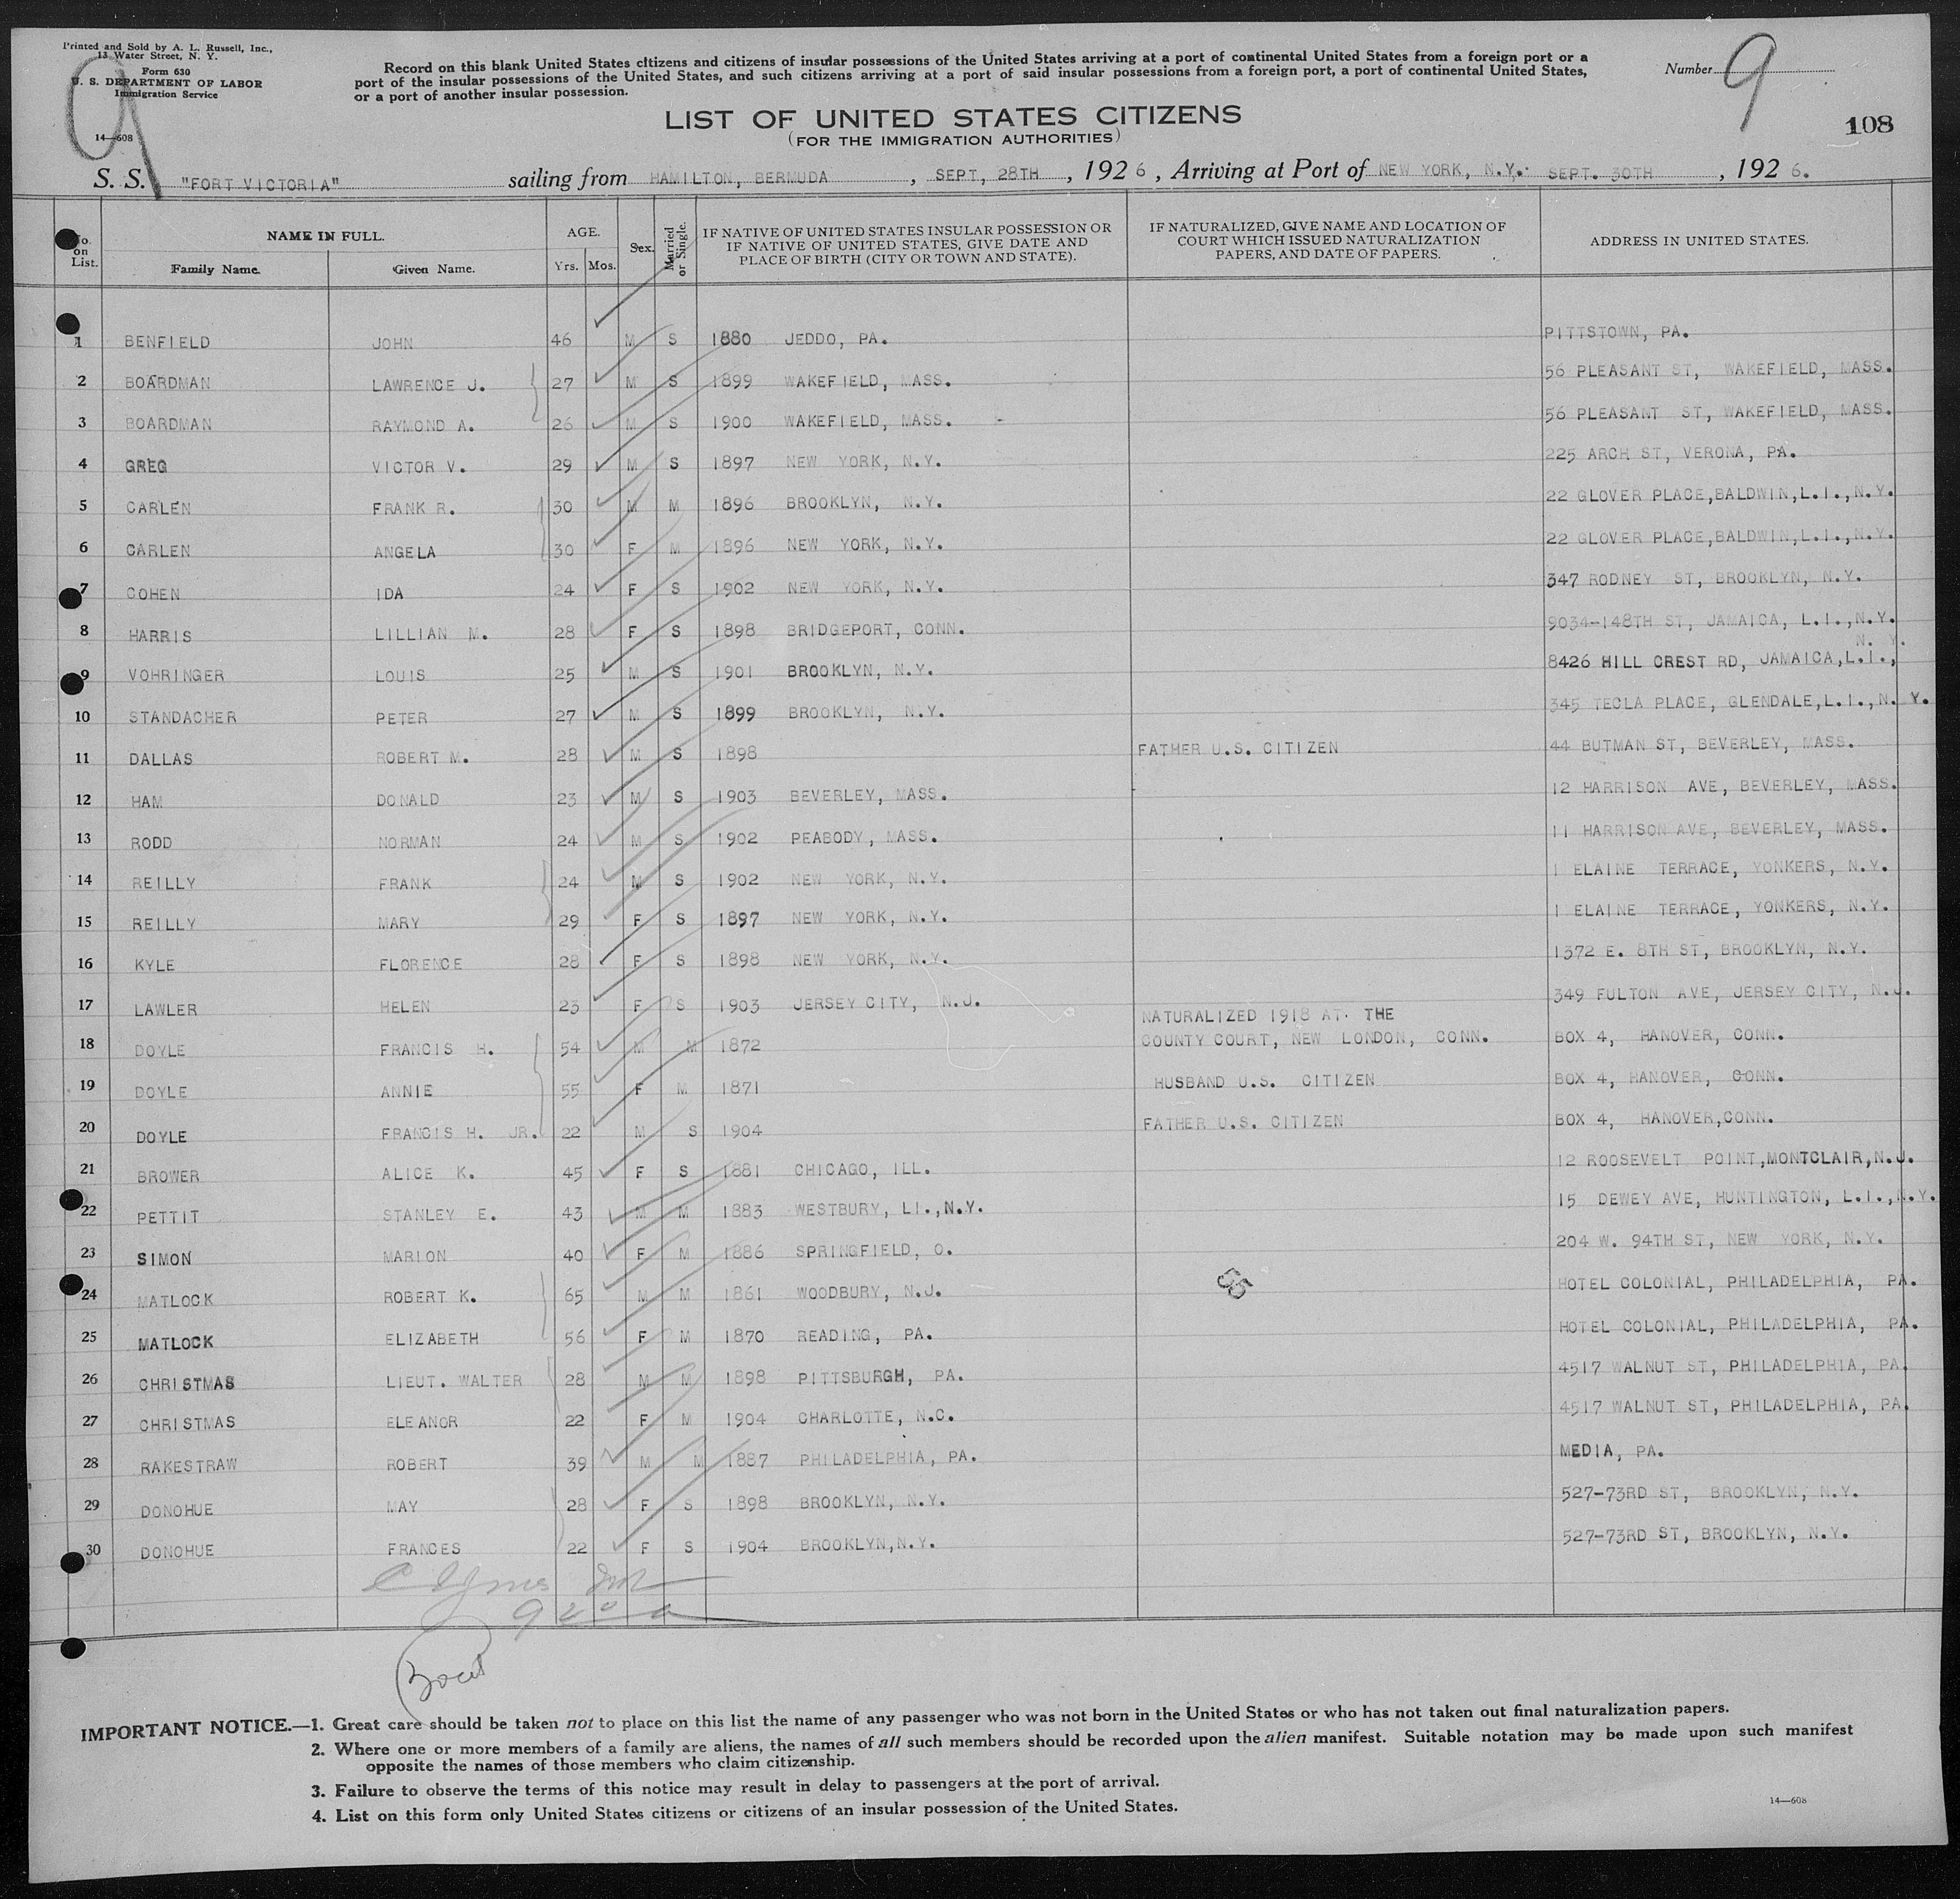 Printed and Sold by A. L. Russell, Inc.,
13 Water Street, N. Y.
Form 630
U. S. DEPARTMENT OF LABOR
Immigration Service
14—608
9
Record on this blank United States citizens and citizens of insular possessions of the United States arriving at a port of continental United States from a foreign port or a
port of the insular possessions of the United States, and such citizens arriving at a port of said insular possessions from a foreign port, a port of continental United States,
or a port of another insular possession.
Number 9
108
LIST OF UNITED STATES CITIZENS
(FOR THE IMMIGRATION AUTHORITIES)
S. S. "FORT VICTORIA" sailing from HAMILTON, BERMUDA, SEPT, 28TH, 1926, Arriving at Port of NEW YORK, N.Y. SEPT. 30TH, 1926.
No. on List. NAME IN FULL. Family Name. Given Name. AGE. Yrs. Mos. Sex. Married or Single. IF NATIVE OF UNITED STATES INSULAR POSSESSION OR IF NATIVE OF UNITED STATES, GIVE DATE AND PLACE OF BIRTH (CITY OR TOWN AND STATE). IF NATURALIZED, GIVE NAME AND LOCATION OF COURT WHICH ISSUED NATURALIZATION PAPERS, AND DATE OF PAPERS. ADDRESS IN UNITED STATES.
1 BENFIELD JOHN 46 M S 1880 JEDDO, PA. PITTSTOWN, PA.
2 BOARDMAN LAWRENCE J. 27 M S 1899 WAKEFIELD, MASS. 56 PLEASANT ST, WAKEFIELD, MASS.
3 BOARDMAN RAYMOND A. 26 M S 1900 WAKEFIELD, MASS. 56 PLEASANT ST, WAKEFIELD, MASS.
4 GREG VICTOR V. 29 M S 1897 NEW YORK, N.Y. 225 ARCH ST, VERONA, PA.
5 CARLEN FRANK R. 30 M M 1896 BROOKLYN, N.Y. 22 GLOVER PLACE,BALDWIN,L.I.,N.Y.
6 CARLEN ANGELA 30 F M 1896 NEW YORK, N.Y. 22 GLOVER PLACE,BALDWIN,L.I.,N.Y.
7 COHEN IDA 24 F S 1902 NEW YORK, N.Y. 347 RODNEY ST, BROOKLYN, N.Y.
8 HARRIS LILLIAN M. 28 F S 1898 BRIDGEPORT, CONN. 9034-148TH ST, JAMAICA, L.I.,N.Y.
9 VOHRINGER LOUIS 25 M S 1901 BROOKLYN, N.Y. 8426 HILL CREST RD, JAMAICA,L.I., N. Y.
10 STANDACHER PETER 27 M S 1899 BROOKLYN, N.Y. 345 TECLA PLACE, GLENDALE,L.I.,N. Y.
11 DALLAS ROBERT M. 28 M S 1898 FATHER U.S. CITIZEN 44 BUTMAN ST, BEVERLEY, MASS.
12 HAM DONALD 23 M S 1903 BEVERLEY, MASS. 12 HARRISON AVE, BEVERLEY, MASS.
13 RODD NORMAN 24 M S 1902 PEABODY, MASS. 11 HARRISON AVE, BEVERLEY, MASS.
14 REILLY FRANK 24 M S 1902 NEW YORK, N.Y. 1 ELAINE TERRACE, YONKERS, N.Y.
15 REILLY MARY 29 F S 1897 NEW YORK, N.Y. 1 ELAINE TERRACE, YONKERS, N.Y.
16 KYLE FLORENCE 28 F S 1898 NEW YORK, N.Y. 1372 E. 8TH ST, BROOKLYN, N.Y.
17 LAWLER HELEN 23 F S 1903 JERSEY CITY, N.J. 349 FULTON AVE, JERSEY CITY, N.J.
NATURALIZED 1918 AT. THE
18 DOYLE FRANCIS H. 54 M M 1872 COUNTY COURT, NEW LONDON, CONN. BOX 4, HANOVER, CONN.
19 DOYLE ANNIE 55 F M 1871 HUSBAND U.S. CITIZEN BOX 4, HANOVER, CONN.
20 DOYLE FRANCIS H. JR. 22 M S 1904 FATHER U.S. CITIZEN BOX 4, HANOVER,CONN.
21 BROWER ALICE K. 45 F S 1881 CHICAGO, ILL. 12 ROOSEVELT POINT,MONTCLAIR,N.J.
22 PETTIT STANLEY E. 43 M M 1883 WESTBURY, LI.,N.Y. 15 DEWEY AVE, HUNTINGTON, L.I.,N.Y.
23 SIMON MARION 40 F M 1886 SPRINGFIELD, O. 204 W. 94TH ST, NEW YORK, N.Y.
24 MATLOCK ROBERT K. 65 M M 1861 WOODBURY, N.J. HOTEL COLONIAL, PHILADELPHIA, PA.
25 MATLOCK ELIZABETH 56 F M 1870 READING, PA. HOTEL COLONIAL, PHILADELPHIA, PA.
26 CHRISTMAS LIEUT. WALTER 28 M M 1898 PITTSBURGH, PA. 4517 WALNUT ST, PHILADELPHIA, PA.
27 CHRISTMAS ELEANOR 22 F M 1904 CHARLOTTE, N.C. 4517 WALNUT ST, PHILADELPHIA, PA.
28 RAKESTRAW ROBERT 39 M M 1887 PHILADELPHIA, PA. MEDIA, PA.
29 DONOHUE MAY 28 F S 1898 BROOKLYN, N.Y. 527-73RD ST, BROOKLYN, N.Y.
30 DONOHUE FRANCES 22 F S 1904 BROOKLYN,N.Y. 527-73RD ST, BROOKLYN, N.Y.
IMPORTANT NOTICE.—1. Great care should be taken not to place on this list the name of any passenger who was not born in the United States or who has not taken out final naturalization papers.
2. Where one or more members of a family are aliens, the names of all such members should be recorded upon the alien manifest. Suitable notation may be made upon such manifest
opposite the names of those members who claim citizenship.
3. Failure to observe the terms of this notice may result in delay to passengers at the port of arrival.
4. List on this form only United States citizens or citizens of an insular possession of the United States.
14—608